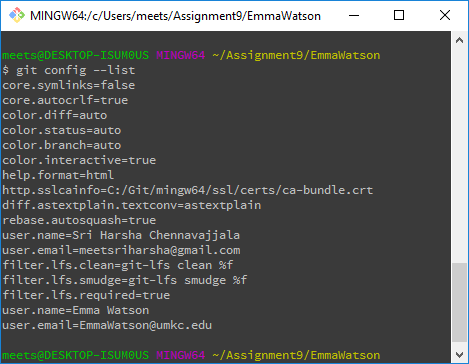 MINGW64:/c/Users/meets/Assignment9/EmmaWatson
meets@DESKTOP-ISUM0US MINGW64 ~/Assignment9/EmmaWatson
$ git config --list
core.symlinks=false
core.autocrlf=true
color.diff=auto
color.status=auto
color.branch=auto
color.interactive=true
help.format=html
http.sslcainfo=C:/Git/mingw64/ssl/certs/ca-bundle.crt
diff.astextplain.textconv=astextplain
rebase.autosquash=true
user.name=Sri Harsha Chennavajjala
user.email=meetsriharsha@gmail.com
filter.lfs.clean=git-lfs clean %f
filter.lfs.smudge=git-lfs smudge %f
filter.lfs.required=true
user.name=Emma Watson
user.email=EmmaWatson@umkc.edu
meets@DESKTOP-ISUM0US MINGW64 ~/Assignment9/EmmaWatson